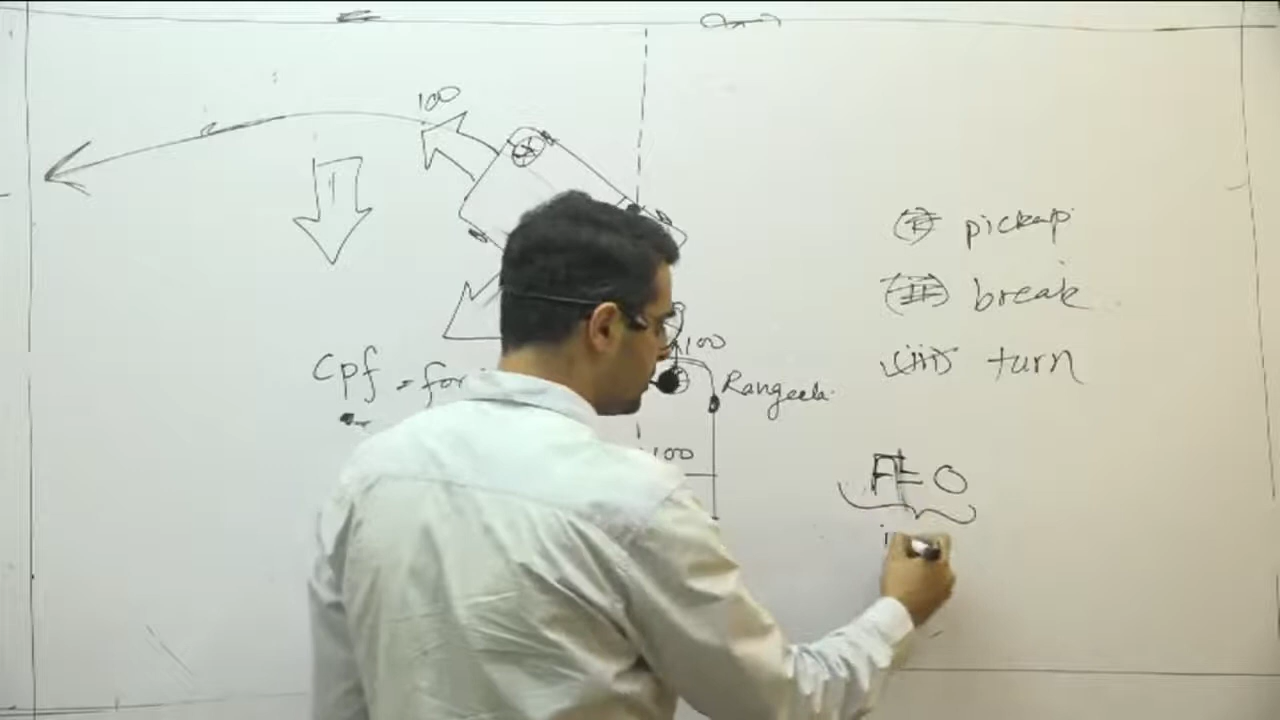 100
(i) pickup
(ii) break
(iii) turn
Cpf = for
100
Rangeela
100
F = 0
i